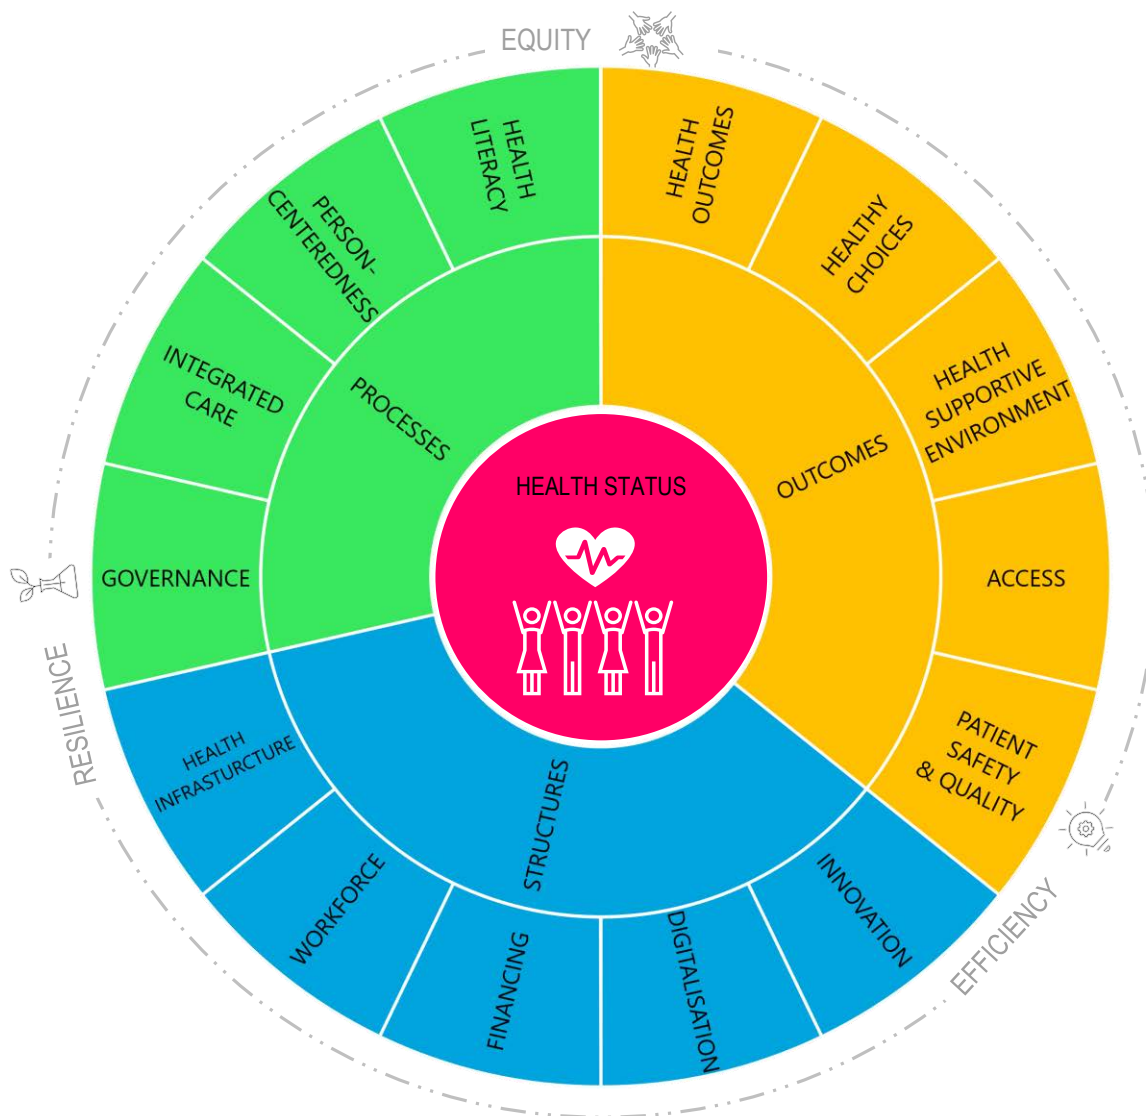 EQUITY
HEALTH
OUTCOMES
HEALTHY
CHOICES
HEALTH
SUPPORTIVE
ENVIRONMENT
ACCESS
PATIENT
SAFETY
& QUALITY
EFFICIENCY
INNOVATION
DIGITALISATION
FINANCING
WORKFORCE
HEALTH
INFRASTURCTURE
RESILIENCE
GOVERNANCE
INTEGRATED
CARE
PERSON-
CENTEREDNESS
HEALTH
LITERACY
PROCESSES
OUTCOMES
STRUCTURES
HEALTH STATUS